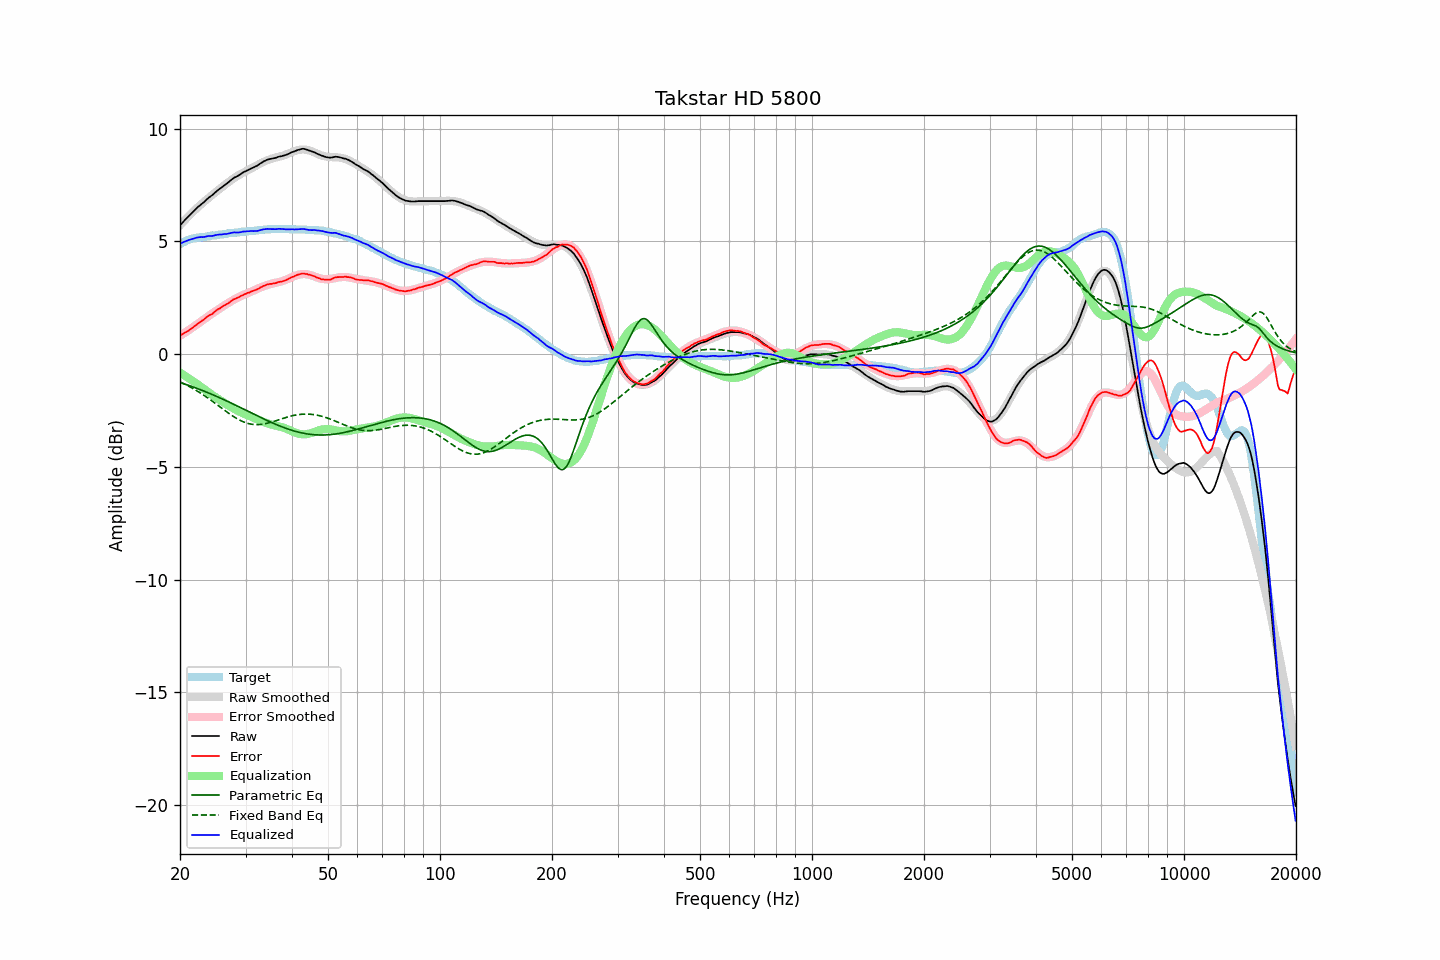 Takstar HD 5800
Amplitude (dBr)
10
5
0
−5
−10
−15
−20
Target
Raw Smoothed
Error Smoothed
Raw
Error
Equalization
Parametric Eq
Fixed Band Eq
Equalized
20 50 100 200 500 1000 2000 5000 10000 20000
Frequency (Hz)